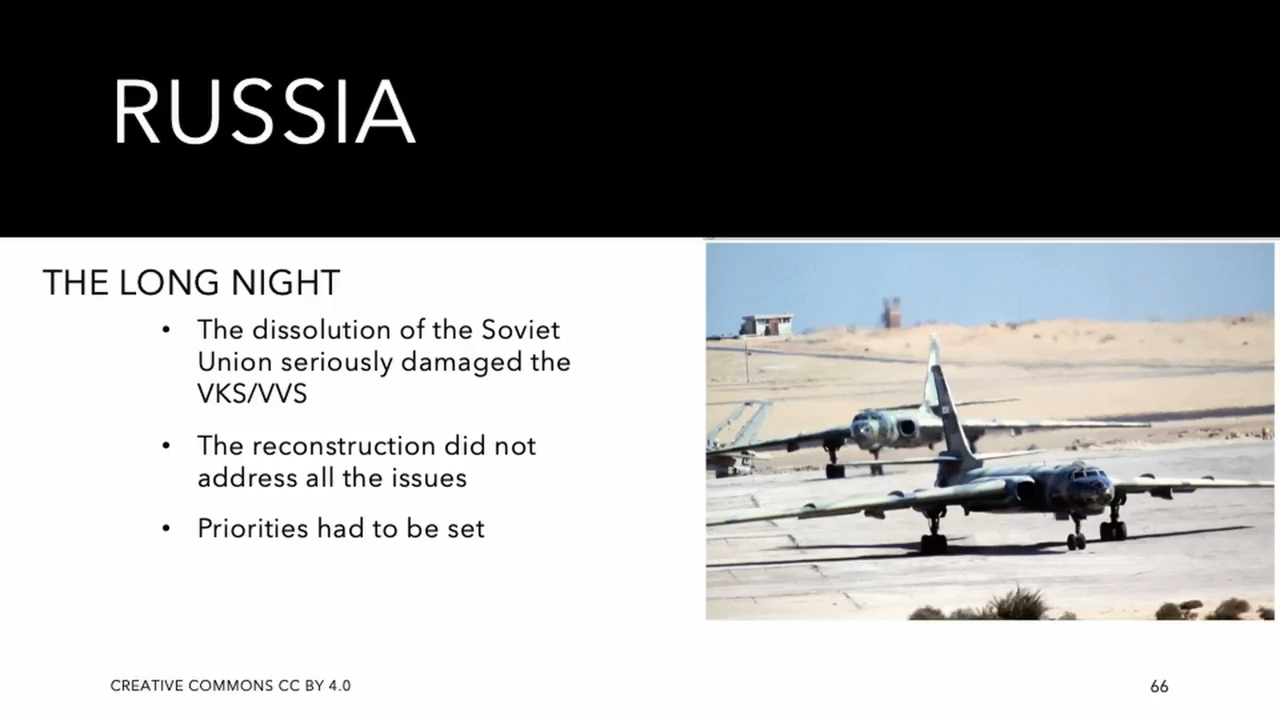 RUSSIA
THE LONG NIGHT
• The dissolution of the Soviet
Union seriously damaged the
VKS/VVS
• The reconstruction did not
address all the issues
• Priorities had to be set
CREATIVE COMMONS CC BY 4.0
66